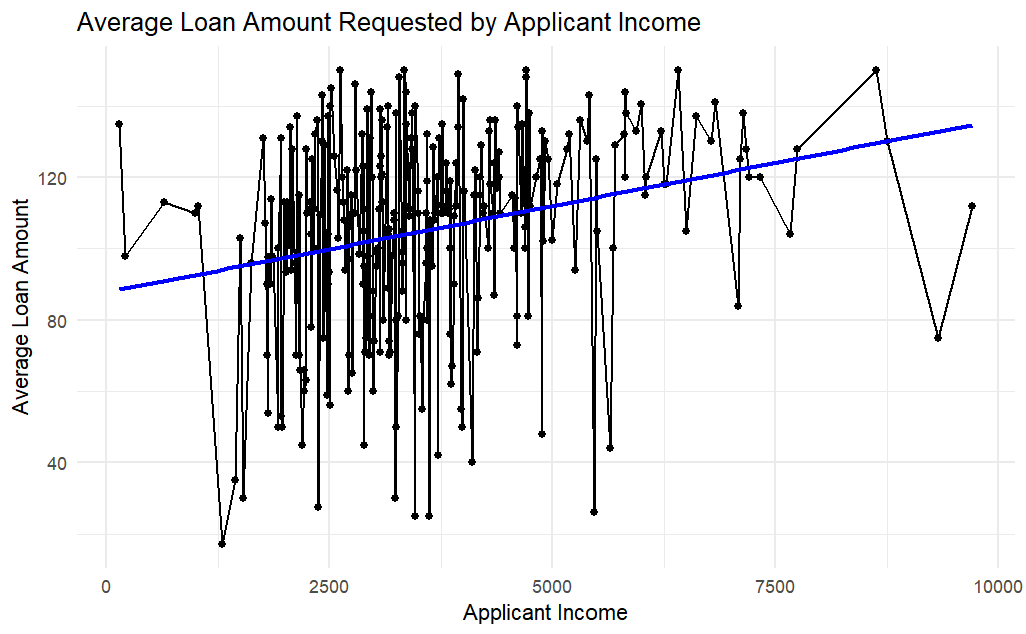 Average Loan Amount Requested by Applicant Income
Average Loan Amount
120
80
40
0
2500
5000
7500
10000
Applicant Income